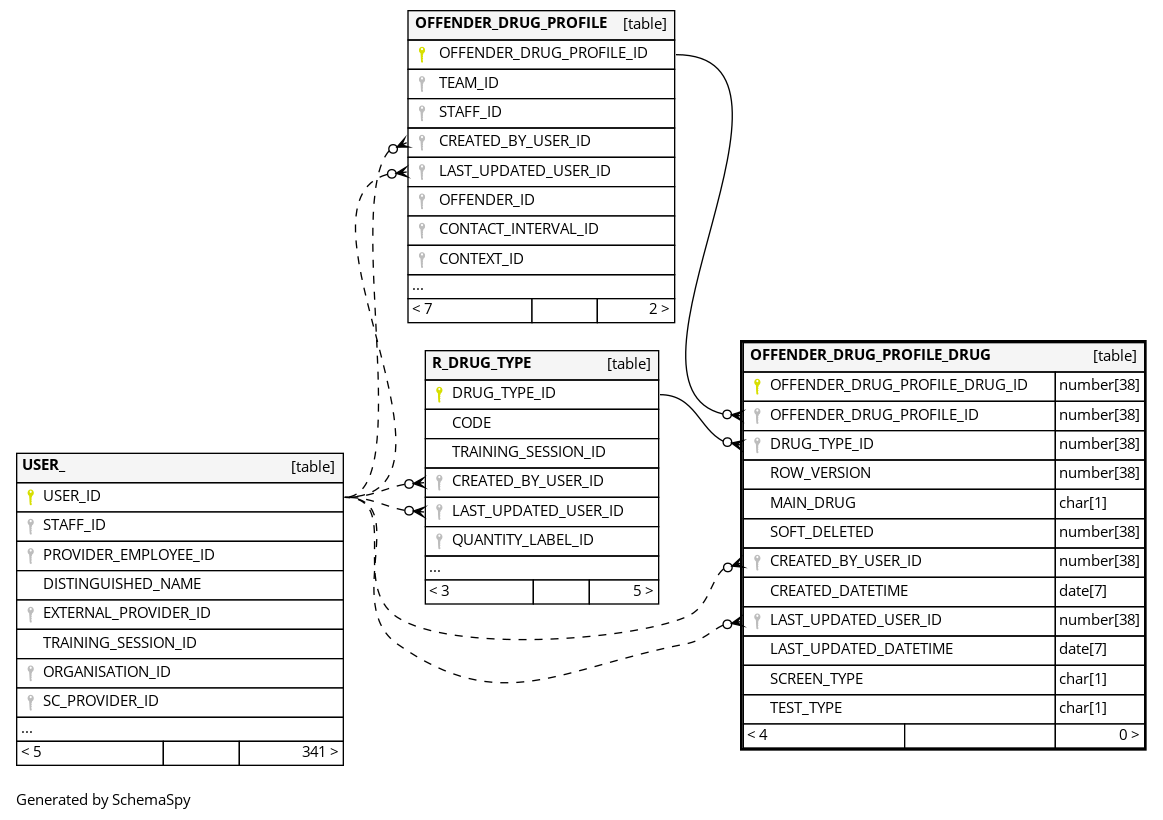 OFFENDER_DRUG_PROFILE [table]
OFFENDER_DRUG_PROFILE_ID
TEAM_ID
STAFF_ID
CREATED_BY_USER_ID
LAST_UPDATED_USER_ID
OFFENDER_ID
CONTACT_INTERVAL_ID
CONTEXT_ID
...
< 7 2 >
R_DRUG_TYPE [table]
DRUG_TYPE_ID
CODE
TRAINING_SESSION_ID
CREATED_BY_USER_ID
LAST_UPDATED_USER_ID
QUANTITY_LABEL_ID
...
< 3 5 >
OFFENDER_DRUG_PROFILE_DRUG [table]
OFFENDER_DRUG_PROFILE_DRUG_ID number[38]
OFFENDER_DRUG_PROFILE_ID number[38]
DRUG_TYPE_ID number[38]
ROW_VERSION number[38]
MAIN_DRUG char[1]
SOFT_DELETED number[38]
CREATED_BY_USER_ID number[38]
CREATED_DATETIME date[7]
LAST_UPDATED_USER_ID number[38]
LAST_UPDATED_DATETIME date[7]
SCREEN_TYPE char[1]
TEST_TYPE char[1]
< 4 0 >
USER_ [table]
USER_ID
STAFF_ID
PROVIDER_EMPLOYEE_ID
DISTINGUISHED_NAME
EXTERNAL_PROVIDER_ID
TRAINING_SESSION_ID
ORGANISATION_ID
SC_PROVIDER_ID
...
< 5 341 >
Generated by SchemaSpy